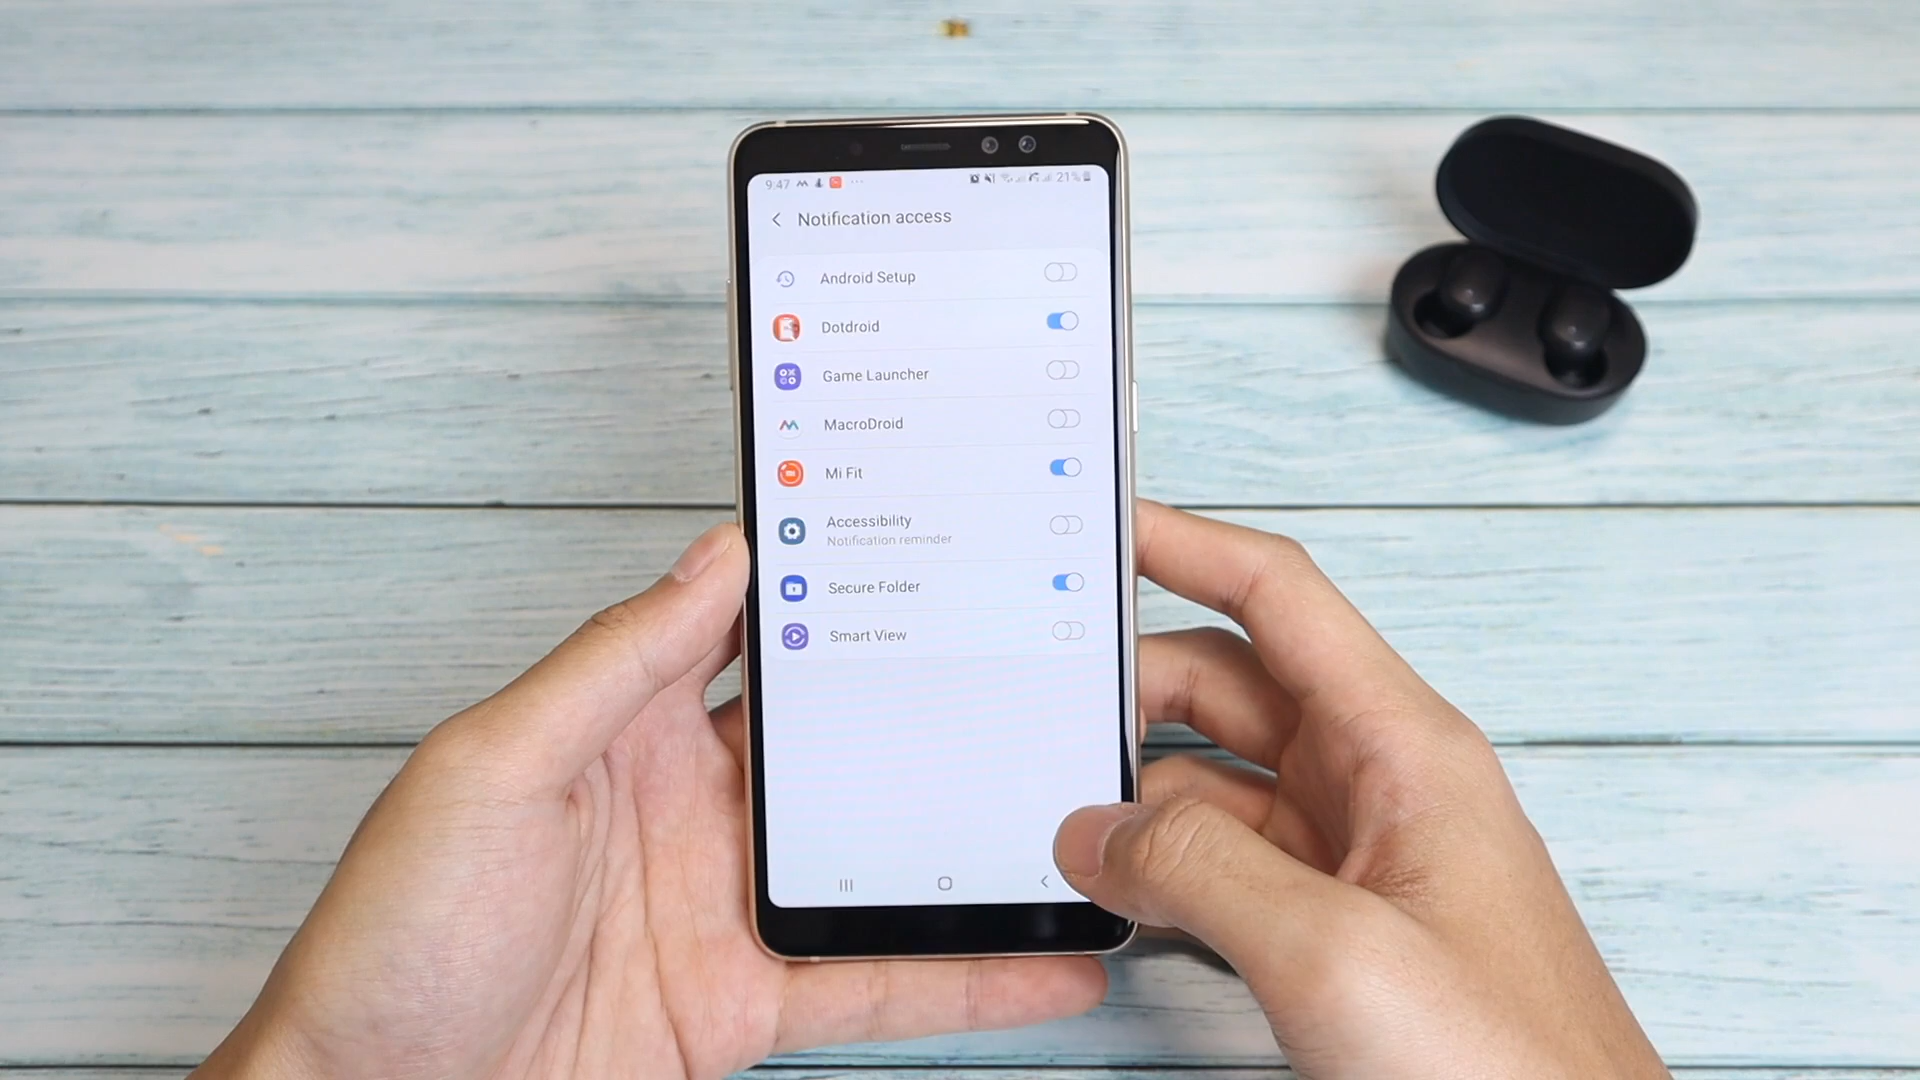 9:47
21%
Notification access
Android Setup
Dotdroid
Game Launcher
MacroDroid
Mi Fit
Accessibility
Notification reminder
Secure Folder
Smart View